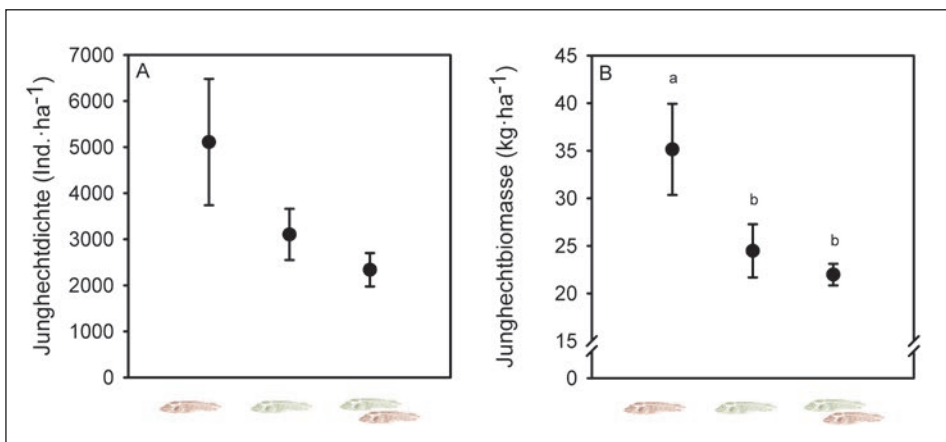 A
Junghechtdichte (Ind.·ha⁻¹)
7000
6000
5000
4000
3000
2000
1000
0
B
Junghechtbiomasse (kg·ha⁻¹)
45
40
35
30
25
20
15
0
a
b
b